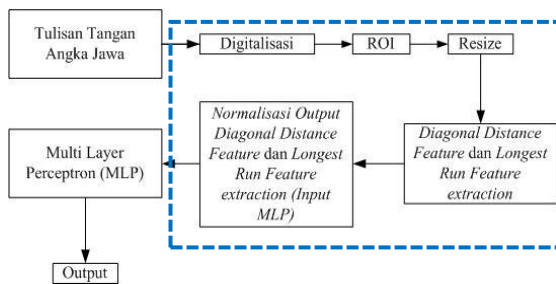 Tulisan Tangan
Angka Jawa
Digitalisasi
ROI
Resize
Diagonal Distance
Feature dan Longest
Run Feature
extraction
Normalisasi Output
Diagonal Distance
Feature dan Longest
Run Feature
extraction (Input
MLP)
Multi Layer
Perceptron (MLP)
Output